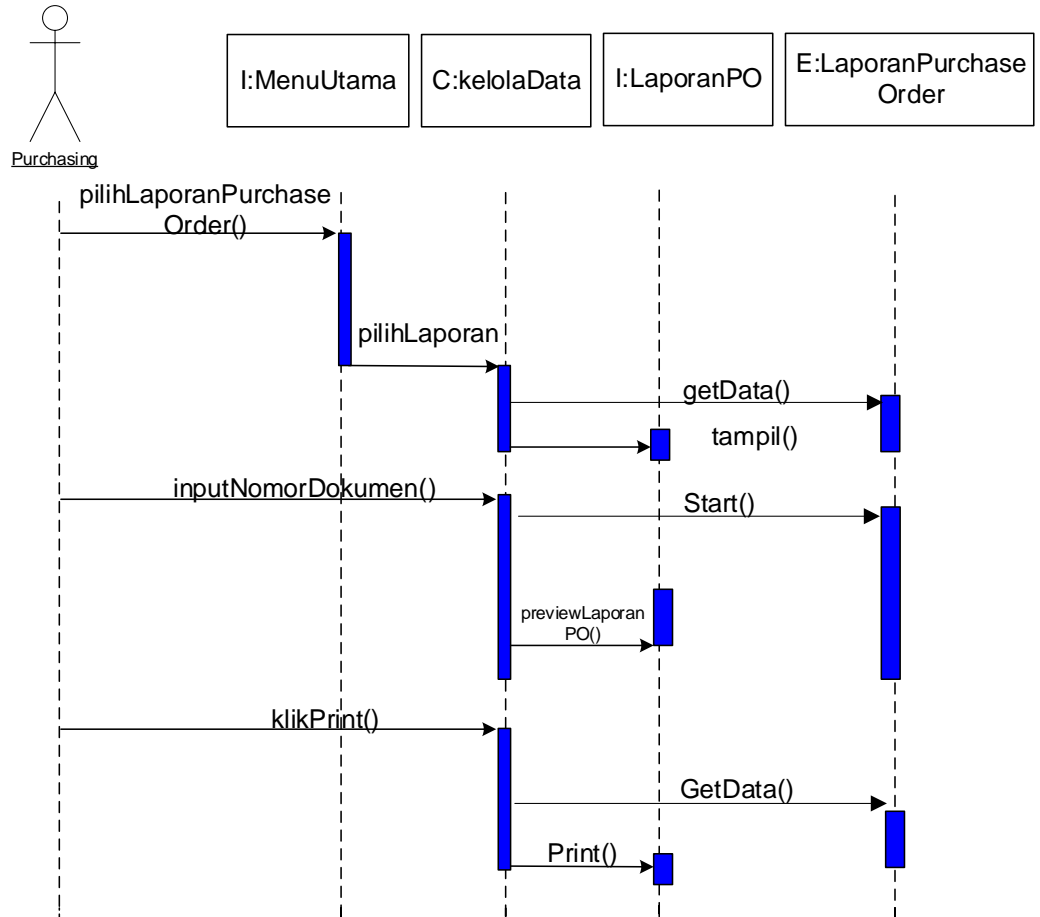 I:MenuUtama
C:kelolaData
I:LaporanPO
E:LaporanPurchase
Order
Purchasing
pilihLaporanPurchase
Order()
pilihLaporan
getData()
tampil()
inputNomorDokumen()
Start()
previewLaporan
PO()
klikPrint()
GetData()
Print()